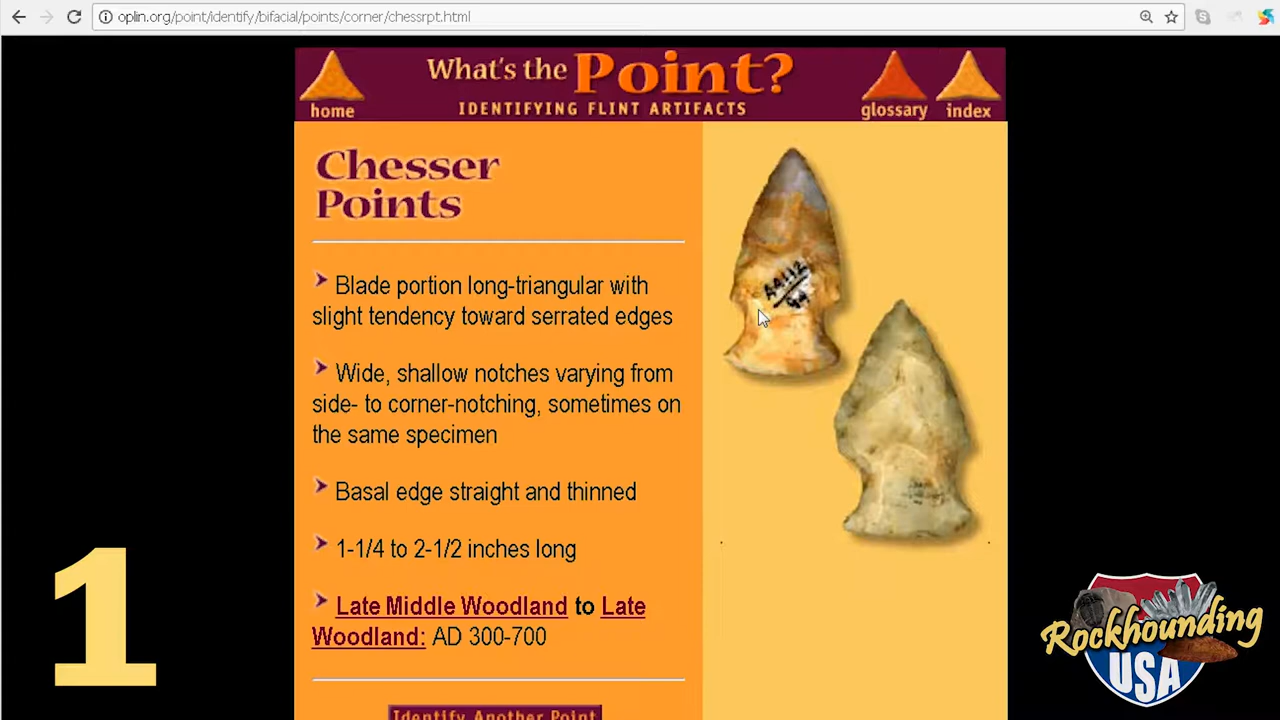 oplin.org/point/identify/bifacial/points/corner/chessrpt.html
What's the Point?
IDENTIFYING FLINT ARTIFACTS
home
glossary
index
Chesser
Points
Blade portion long-triangular with
slight tendency toward serrated edges
Wide, shallow notches varying from
side- to corner-notching, sometimes on
the same specimen
Basal edge straight and thinned
1-1/4 to 2-1/2 inches long
Late Middle Woodland to Late
Woodland: AD 300-700
Identify Another Point
A4112
1
Rockhounding
USA